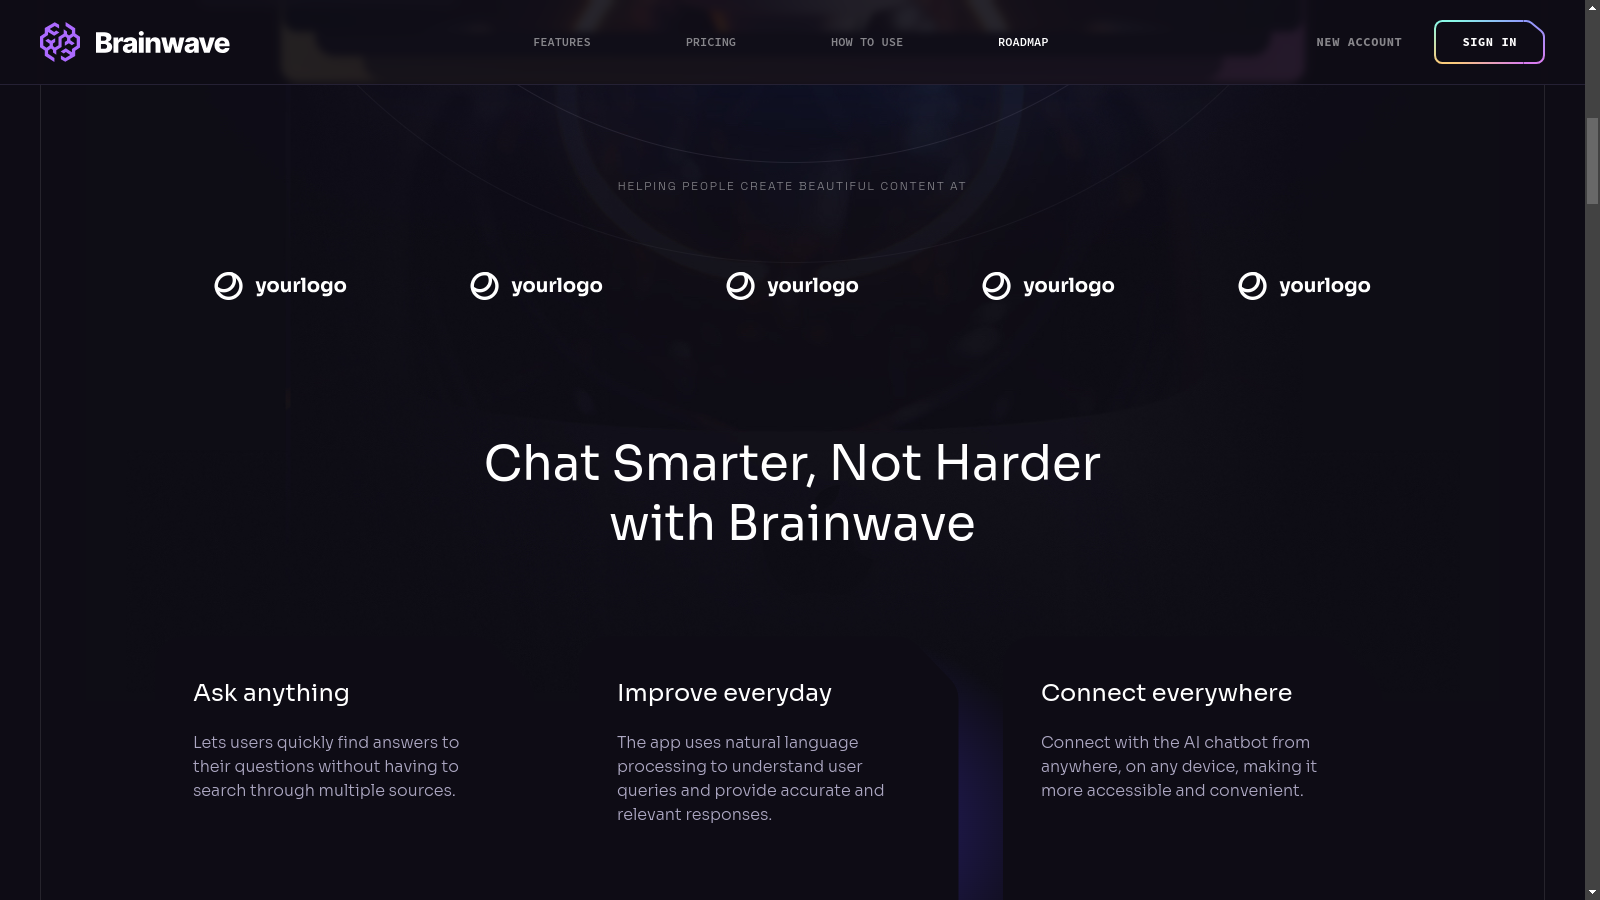 Brainwave
FEATURES
PRICING
HOW TO USE
ROADMAP
NEW ACCOUNT
SIGN IN
HELPING PEOPLE CREATE BEAUTIFUL CONTENT AT
yourlogo
yourlogo
yourlogo
yourlogo
yourlogo
Chat Smarter, Not Harder
with Brainwave
Ask anything
Lets users quickly find answers to
their questions without having to
search through multiple sources.
Improve everyday
The app uses natural language
processing to understand user
queries and provide accurate and
relevant responses.
Connect everywhere
Connect with the AI chatbot from
anywhere, on any device, making it
more accessible and convenient.